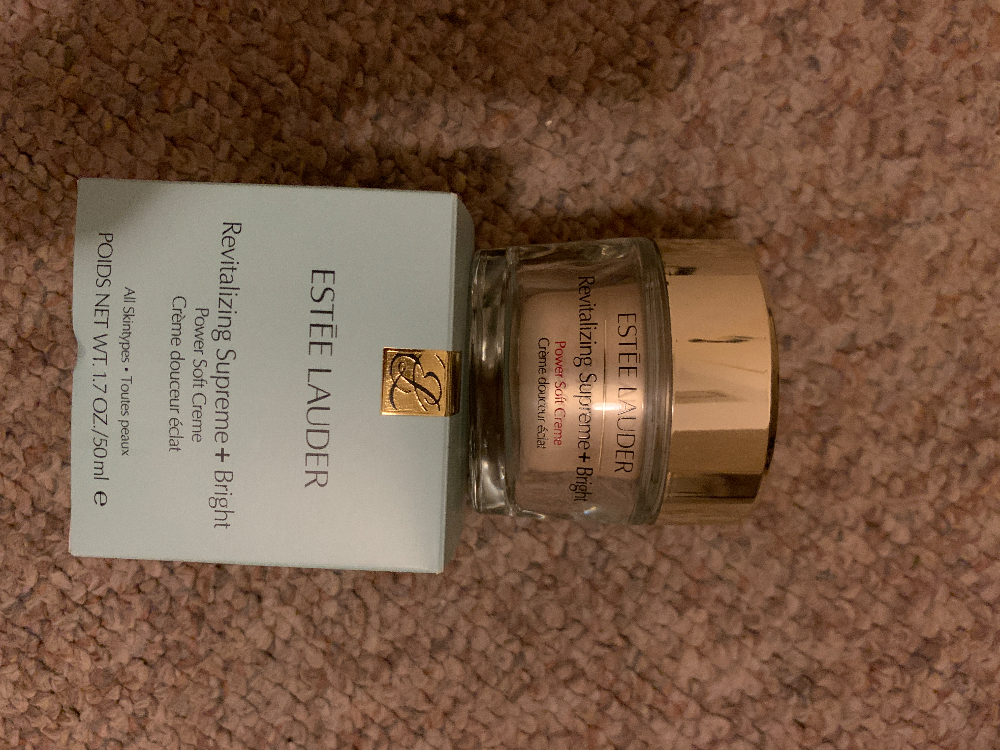 ESTĒE LAUDER
Revitalizing Supreme + Bright
Power Soft Creme
Crème douceur éclat
All Skintypes • Toutes peaux
POIDS NET WT. 1.7 OZ./50 ml ℮
ESTĒE LAUDER
Revitalizing Supreme + Bright
Power Soft Creme
Crème douceur éclat